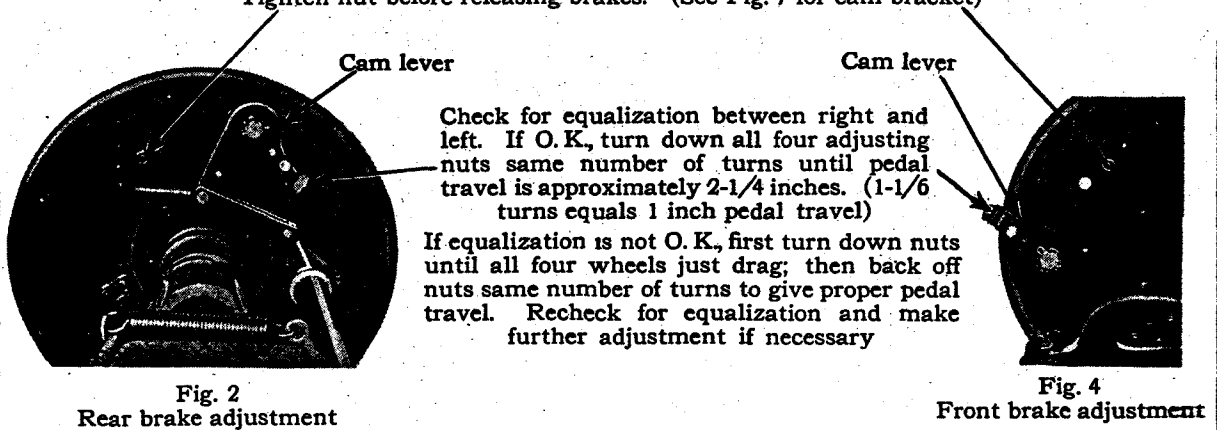 Tighten nut before releasing brakes. (See Fig. 7 for cam bracket)
Cam lever
Cam lever
Check for equalization between right and
left. If O. K., turn down all four adjusting
nuts same number of turns until pedal
travel is approximately 2-1/4 inches. (1-1/6
turns equals 1 inch pedal travel)
If equalization is not O. K., first turn down nuts
until all four wheels just drag; then back off
nuts same number of turns to give proper pedal
travel. Recheck for equalization and make
further adjustment if necessary
Fig. 2
Rear brake adjustment
Fig. 4
Front brake adjustment